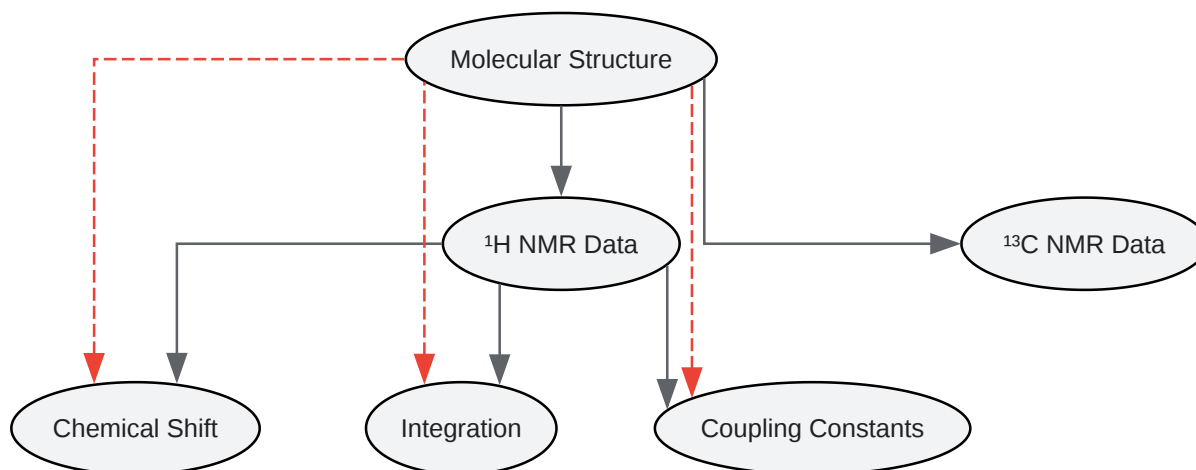 Molecular Structure
¹H NMR Data
¹³C NMR Data
Chemical Shift
Integration
Coupling Constants